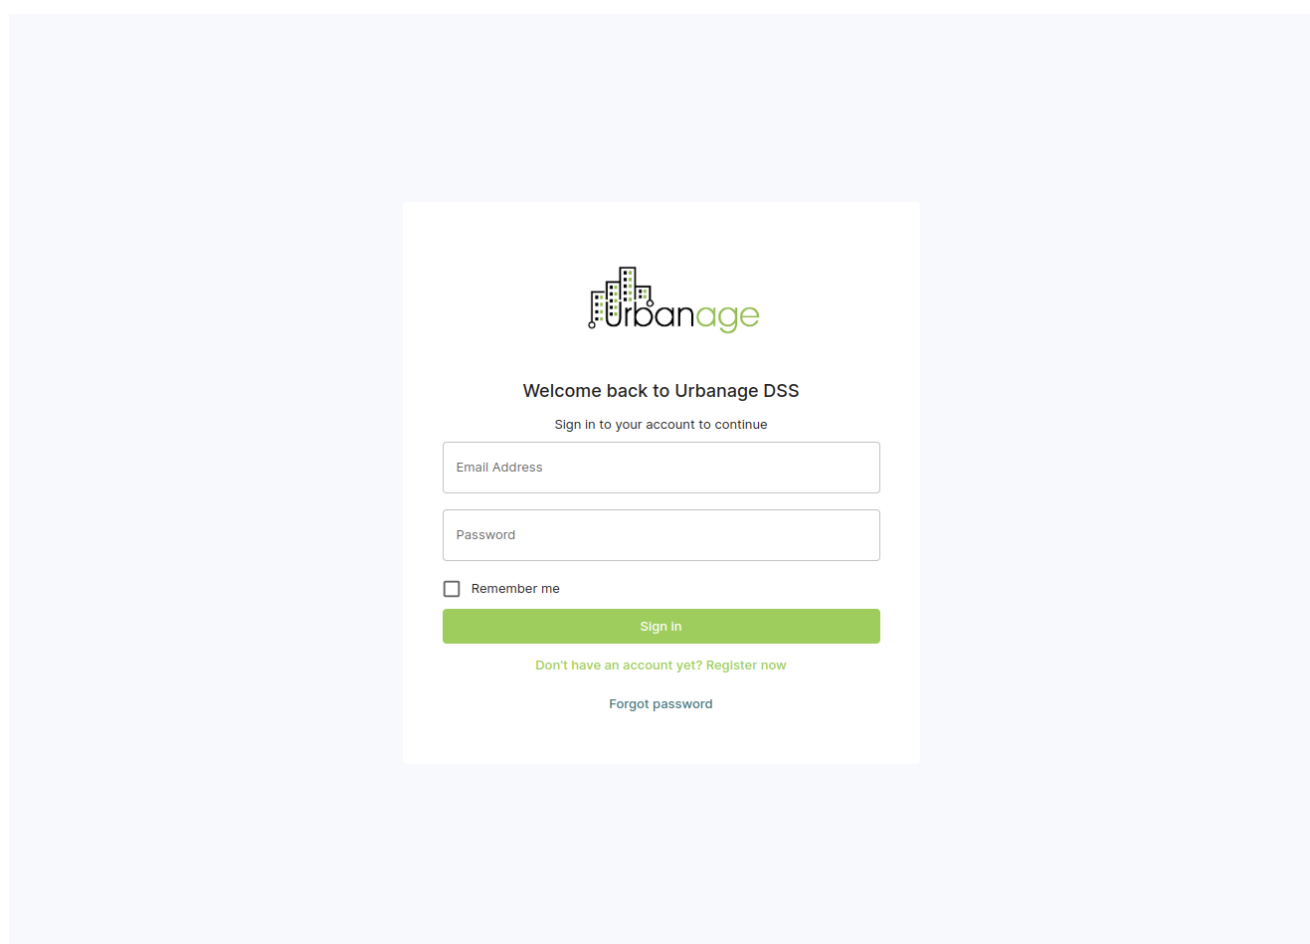 Urbanage
Welcome back to Urbanage DSS
Sign in to your account to continue
Email Address
Password
Remember me
Sign in
Don't have an account yet? Register now
Forgot password